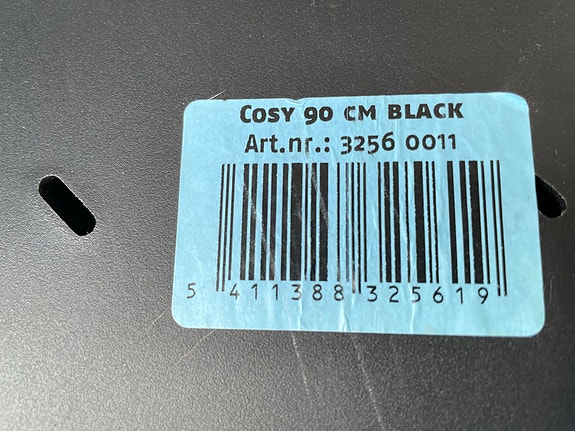 Cosy 90 cm black
Art.nr.: 3256 0011
5 411388 325619